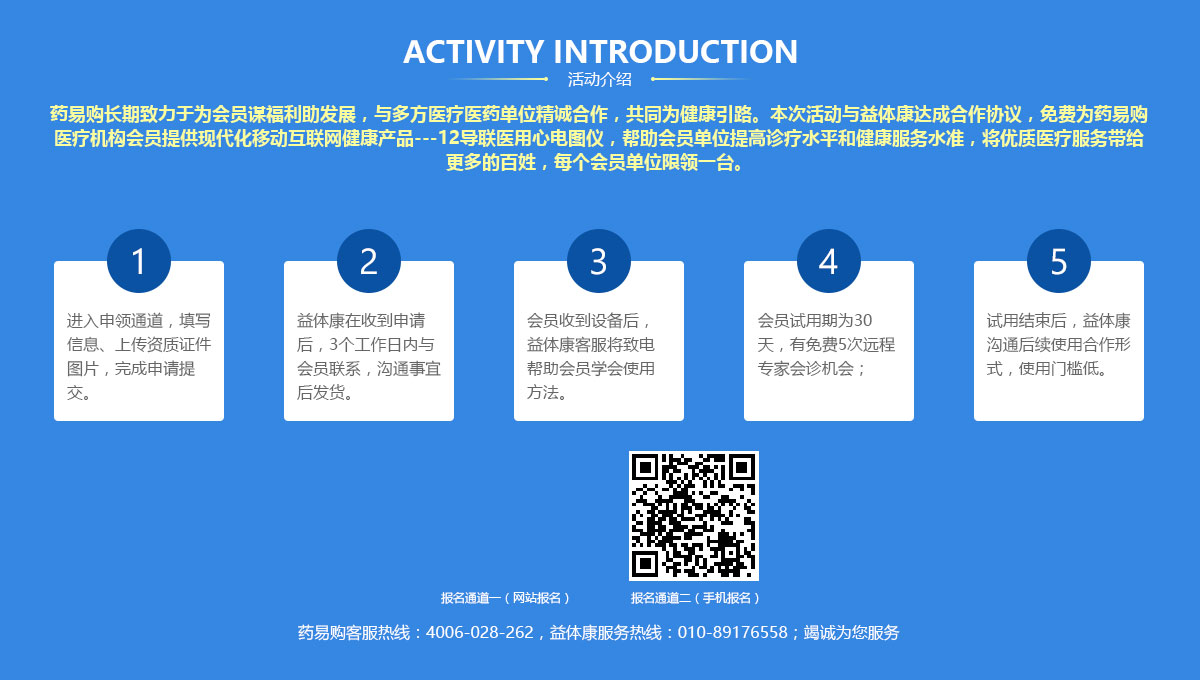 ACTIVITY INTRODUCTION
活动介绍
药易购长期致力于为会员谋福利助发展，与多方医疗医药单位精诚合作，共同为健康引路。本次活动与益体康达成合作协议，免费为药易购
医疗机构会员提供现代化移动互联网健康产品---12导联医用心电图仪，帮助会员单位提高诊疗水平和健康服务水准，将优质医疗服务带给
更多的百姓，每个会员单位限领一台。
1
进入申领通道，填写
信息、上传资质证件
图片，完成申请提
交。
2
益体康在收到申请
后，3个工作日内与
会员联系，沟通事宜
后发货。
3
会员收到设备后，
益体康客服将致电
帮助会员学会使用
方法。
4
会员试用期为30
天，有免费5次远程
专家会诊机会；
5
试用结束后，益体康
沟通后续使用合作形
式，使用门槛低。
报名通道一（网站报名）
报名通道二（手机报名）
药易购客服热线：4006-028-262，益体康服务热线：010-89176558；竭诚为您服务